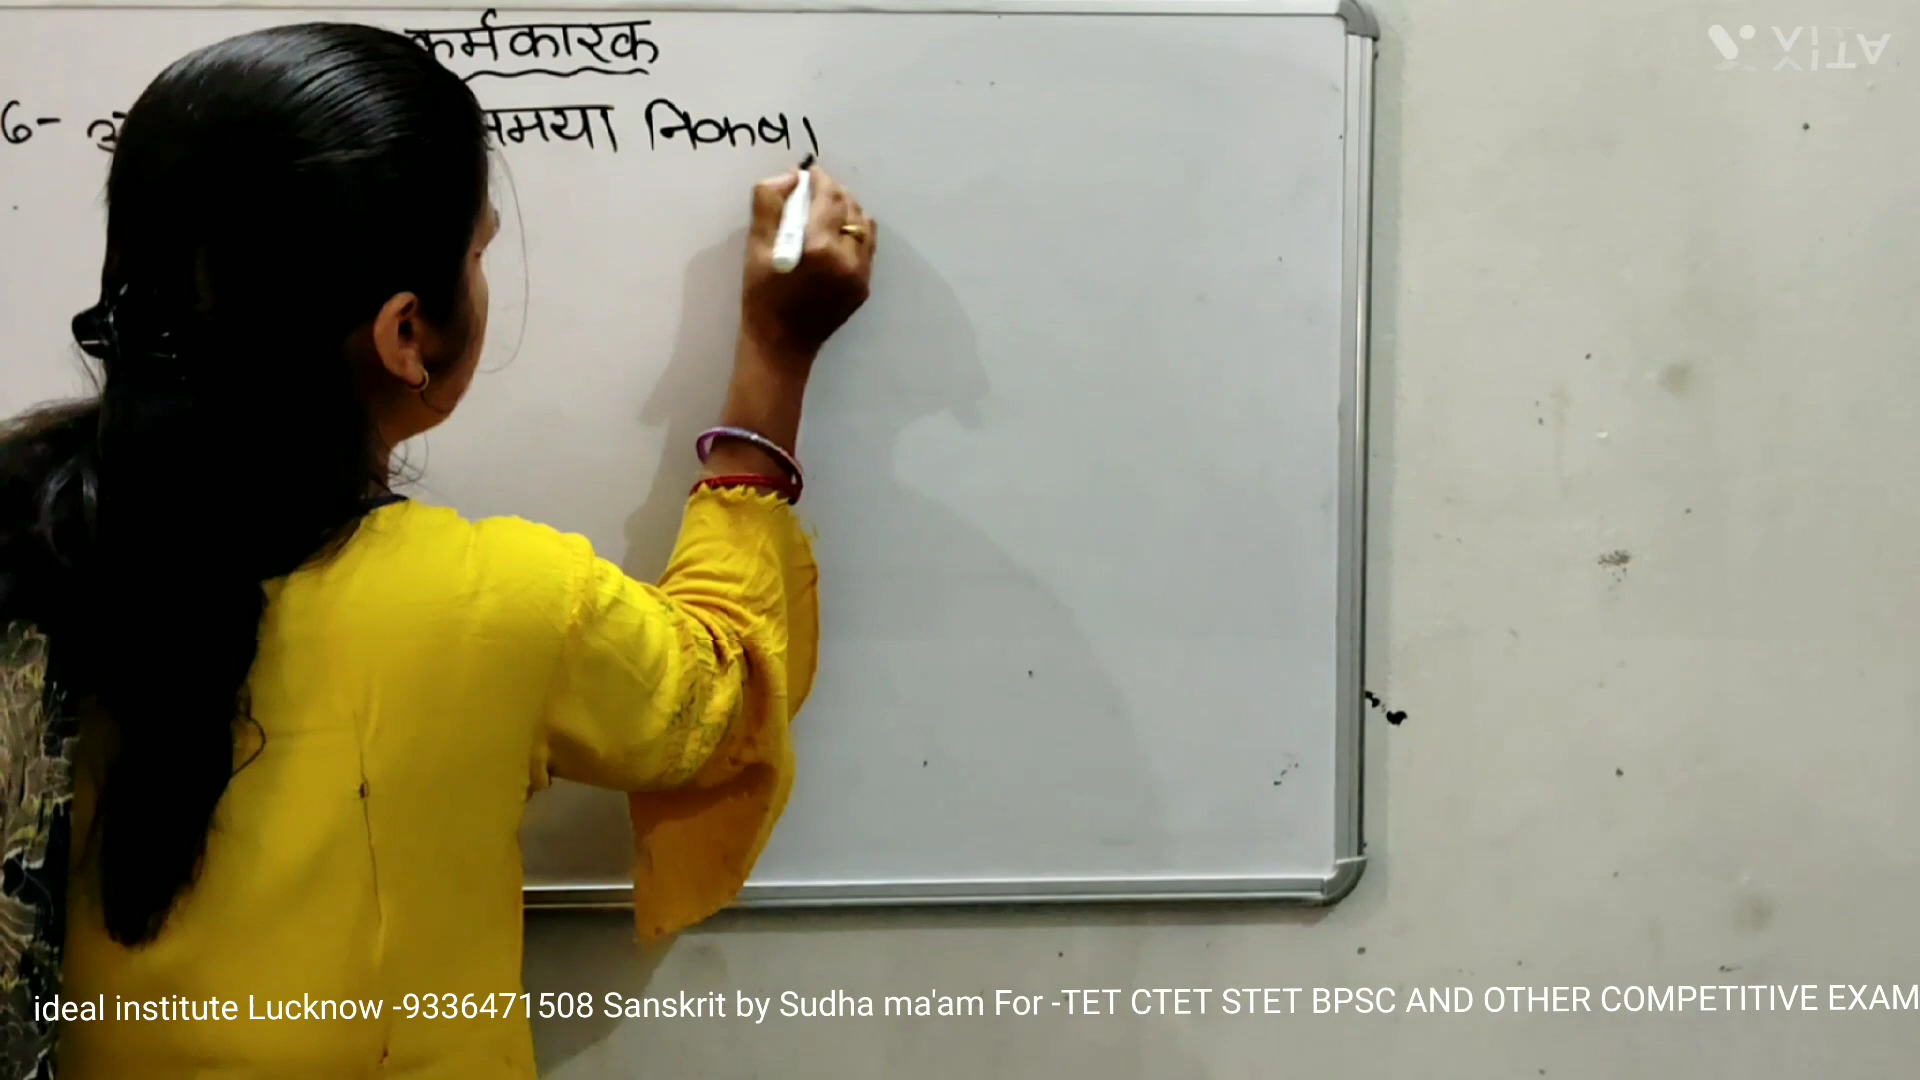 कर्मकारक
6- समया निकषा
ideal institute Lucknow -9336471508 Sanskrit by Sudha ma'am For -TET CTET STET BPSC AND OTHER COMPETITIVE EXAM